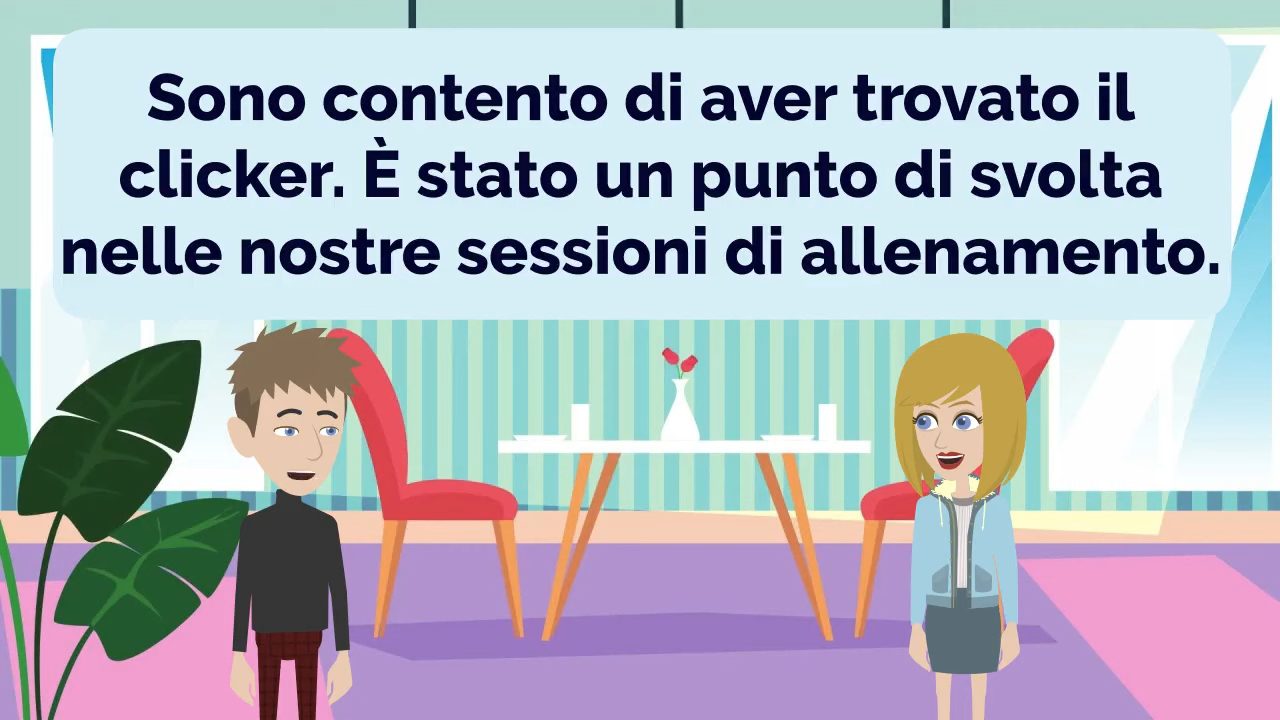 Sono contento di aver trovato il
clicker. È stato un punto di svolta
nelle nostre sessioni di allenamento.